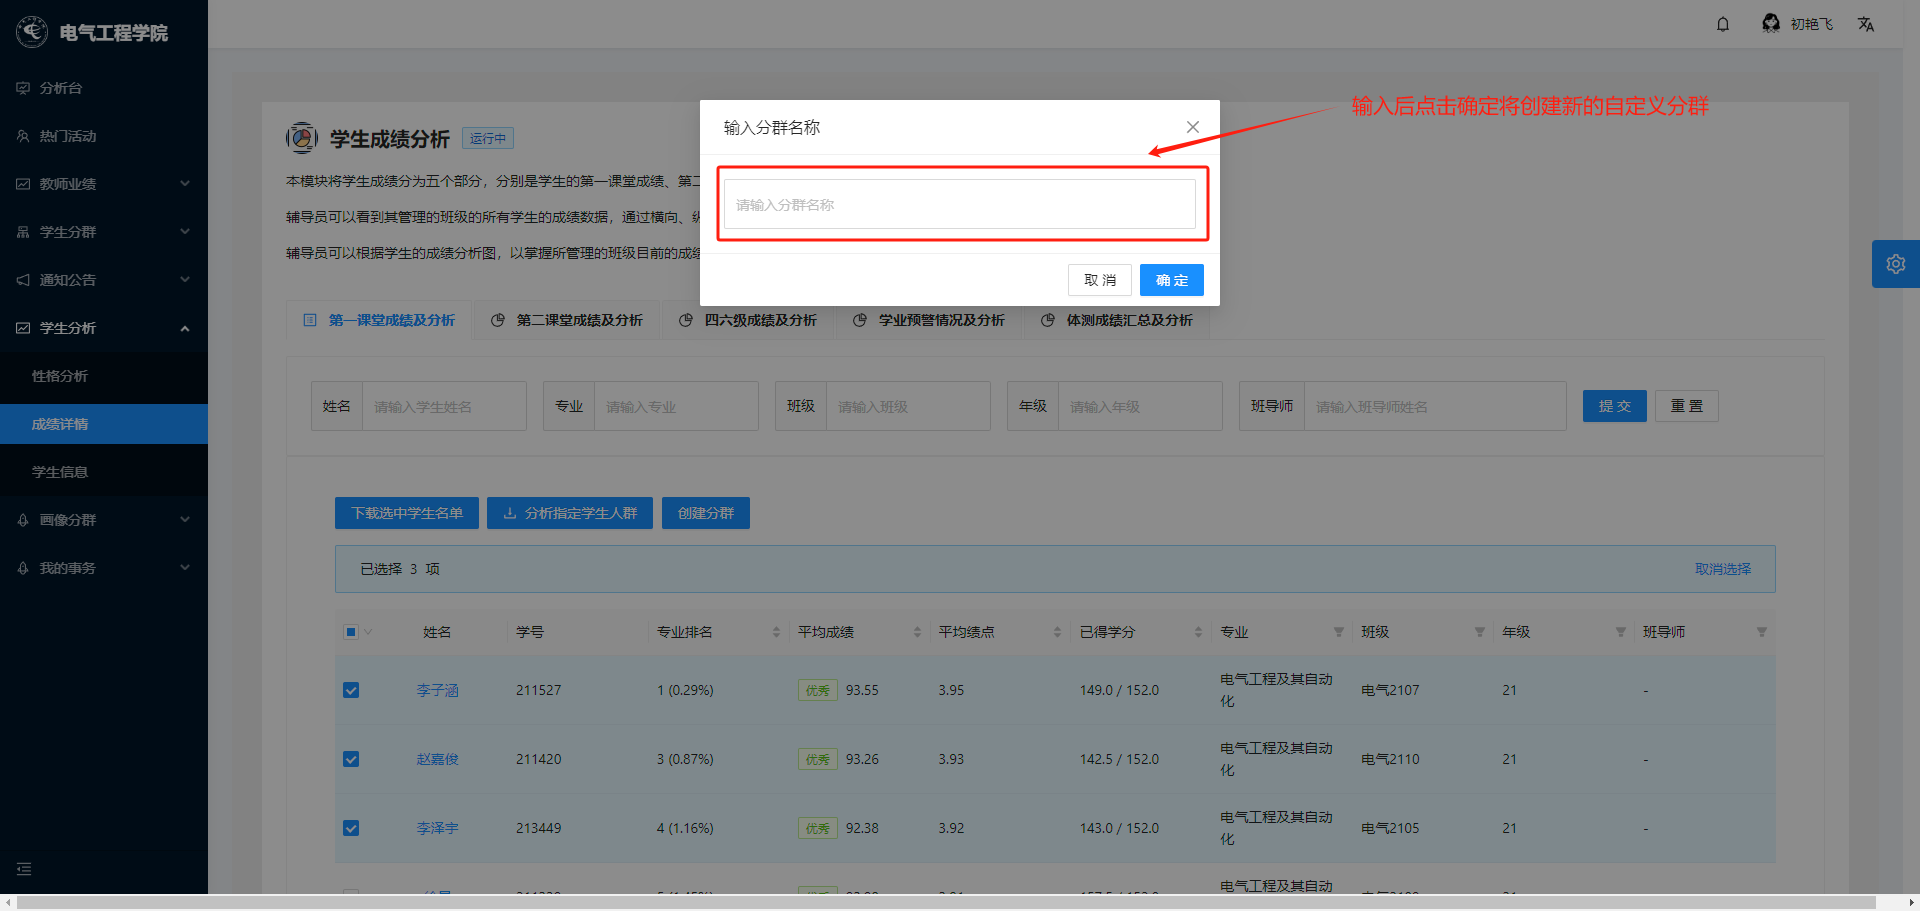 电气工程学院
初艳飞
分析台
热门活动
教师业绩
学生分群
通知公告
学生分析
性格分析
成绩详情
学生信息
画像分群
我的事务
输入后点击确定将创建新的自定义分群
输入分群名称
请输入分群名称
取 消
确 定
学生成绩分析
运行中
本模块将学生成绩分为五个部分，分别是学生的第一课堂成绩、第二
辅导员可以看到其管理的班级的所有学生的成绩数据，通过横向、纵
辅导员可以根据学生的成绩分析图，以掌握所管理的班级目前的成绩
第一课堂成绩及分析 第二课堂成绩及分析 四六级成绩及分析 学业预警情况及分析 体测成绩汇总及分析
姓名 请输入学生姓名 专业 请输入专业 班级 请输入班级 年级 请输入年级 班导师 请输入班导师姓名 提 交 重 置
下载选中学生名单 分析指定学生人群 创建分群
已选择 3 项 取消选择
姓名 学号 专业排名 平均成绩 平均绩点 已得学分 专业 班级 年级 班导师
李子涵 211527 1 (0.29%) 优秀 93.55 3.95 149.0 / 152.0 电气工程及其自动化 电气2107 21 -
赵嘉俊 211420 3 (0.87%) 优秀 93.26 3.93 142.5 / 152.0 电气工程及其自动化 电气2110 21 -
李泽宇 213449 4 (1.16%) 优秀 92.38 3.92 143.0 / 152.0 电气工程及其自动化 电气2105 21 -
电气工程及其自动